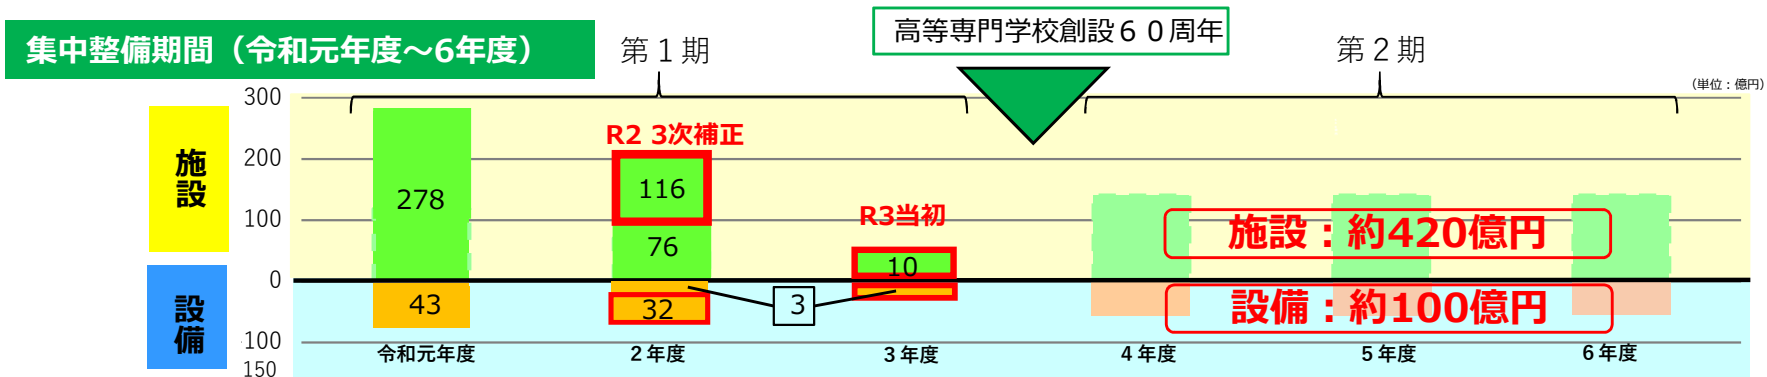 集中整備期間（令和元年度～6年度）
第１期
高等専門学校創設６０周年
第２期
（単位：億円）
300
200
100
0
100
150
施設
設備
R2 3次補正
R3当初
278
116
76
10
43
32
3
施設：約420億円
設備：約100億円
令和元年度
２年度
３年度
４年度
５年度
６年度